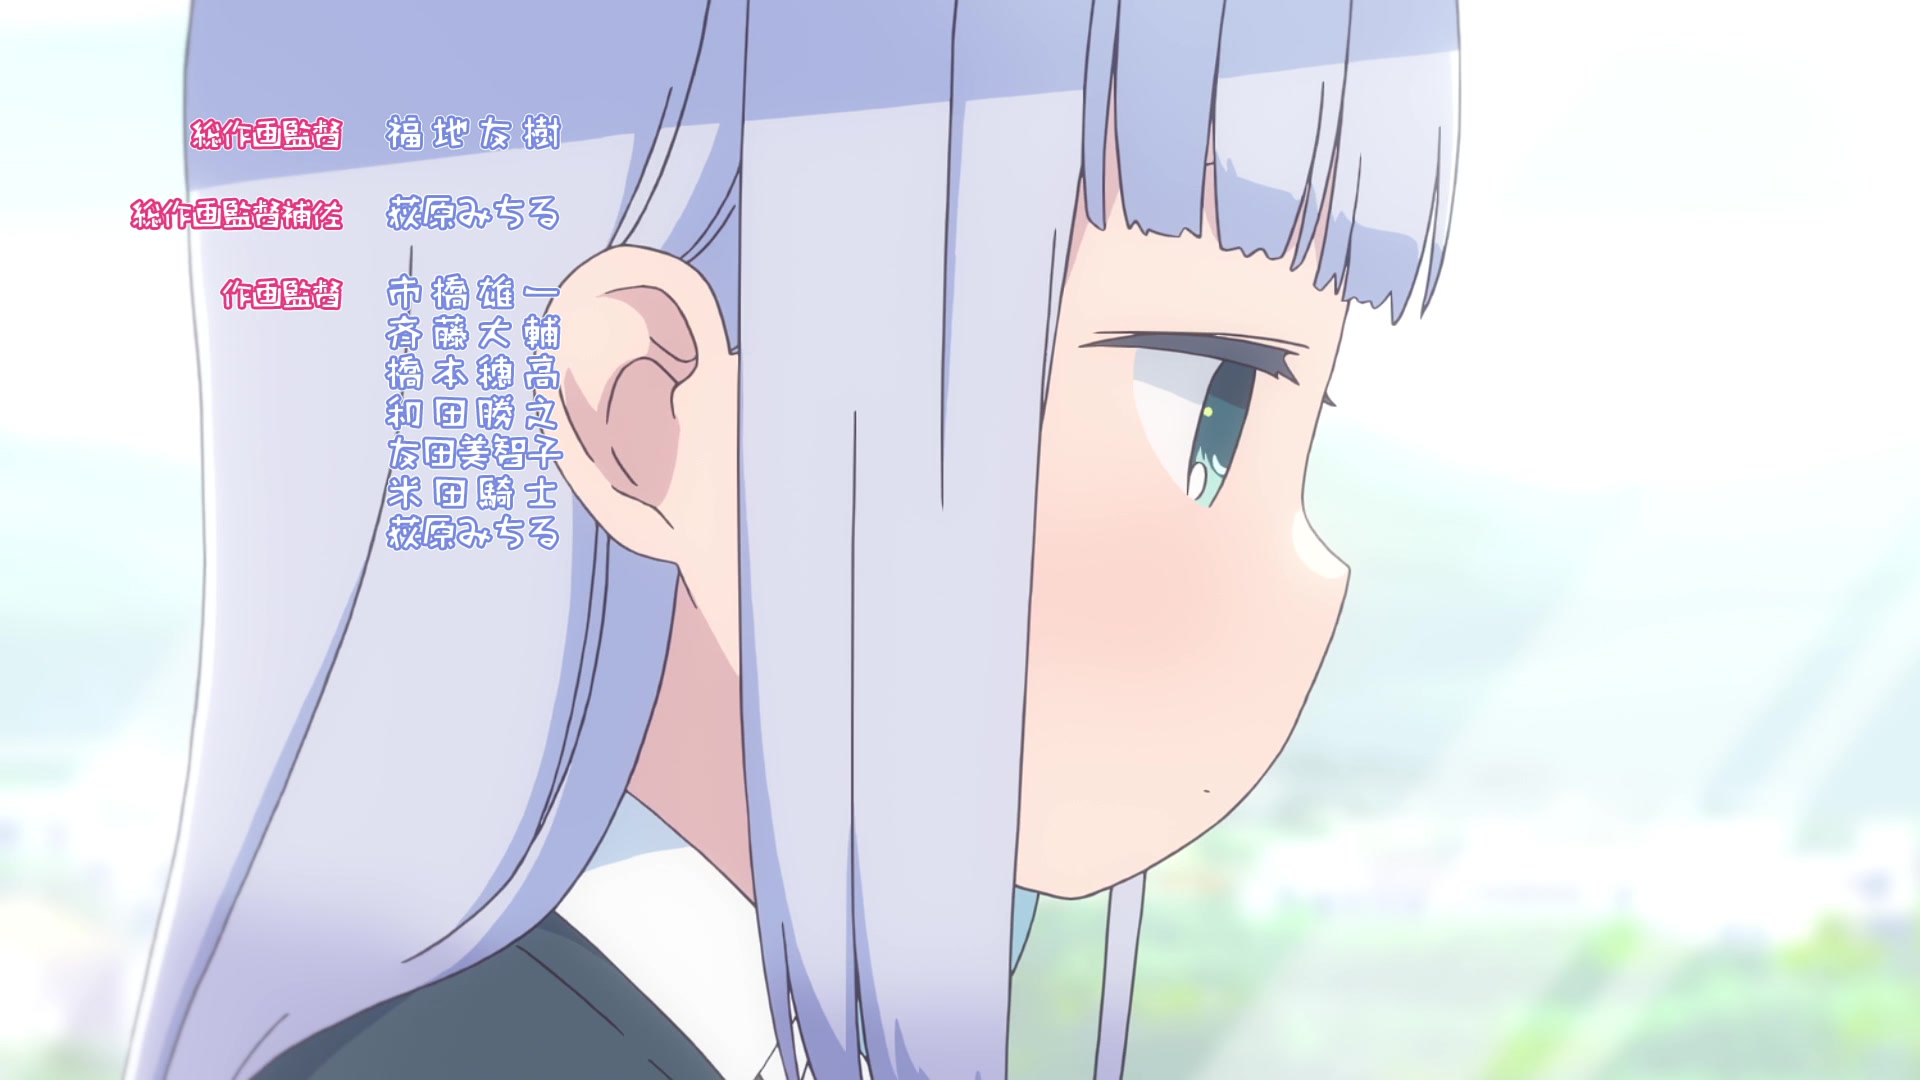 総作画監督 福地友樹
総作画監督補佐 萩原みちる
作画監督 市橋雄一
斉藤大輔
橋本穂高
和田勝之
友田美智子
米田騎士
萩原みちる